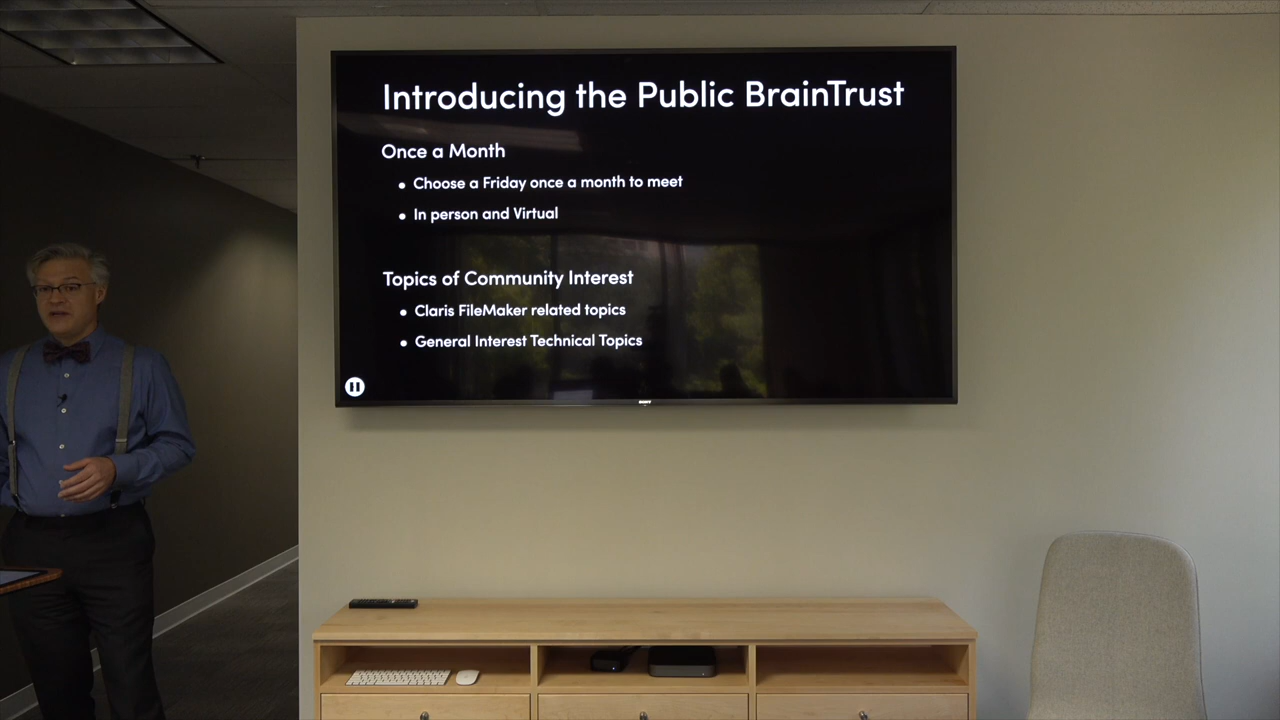 Introducing the Public BrainTrust
Once a Month
• Choose a Friday once a month to meet
• In person and Virtual
Topics of Community Interest
• Claris FileMaker related topics
• General Interest Technical Topics
SONY